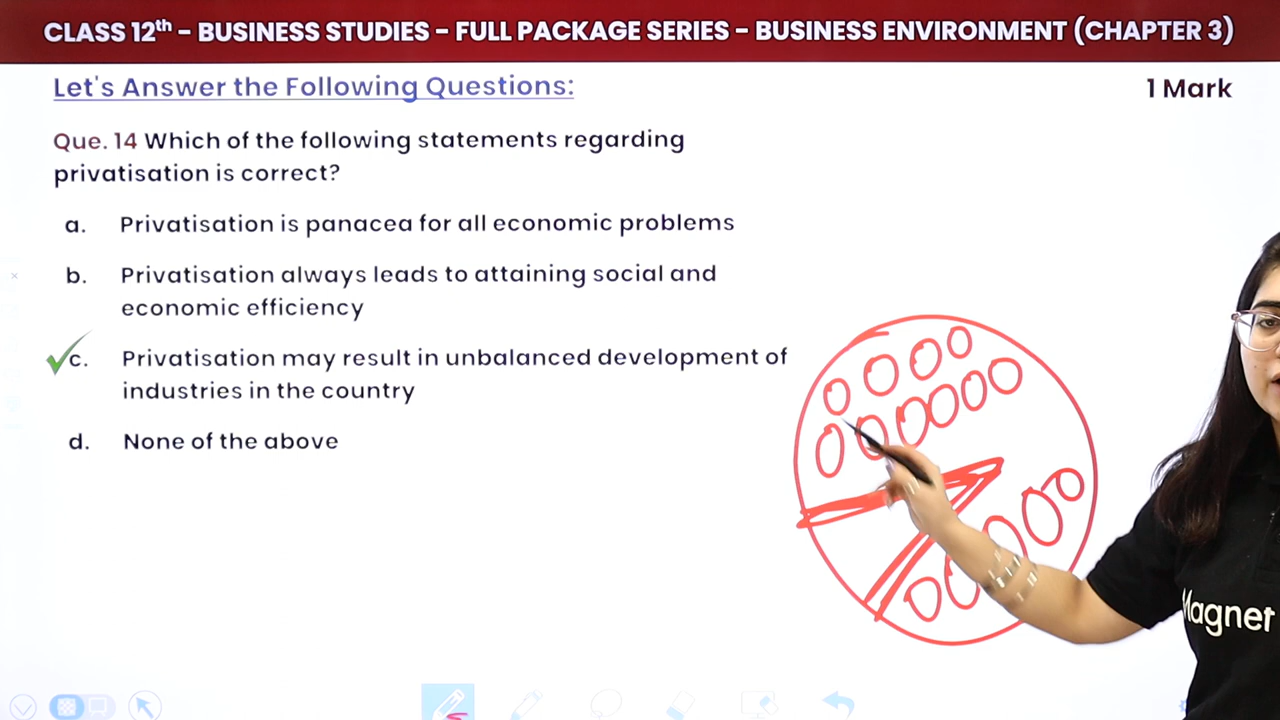 CLASS 12th – BUSINESS STUDIES – FULL PACKAGE SERIES – BUSINESS ENVIRONMENT (CHAPTER 3)
Let's Answer the Following Questions:
1 Mark
Que. 14 Which of the following statements regarding
privatisation is correct?
a. Privatisation is panacea for all economic problems
b. Privatisation always leads to attaining social and
economic efficiency
c. Privatisation may result in unbalanced development of
industries in the country
d. None of the above
Magnet